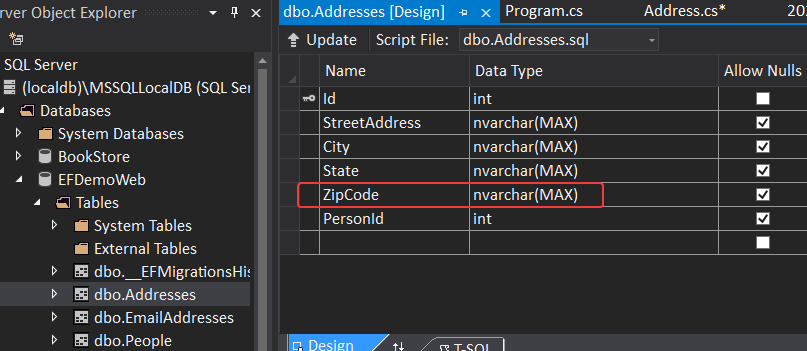 erver Object Explorer
SQL Server
(localdb)\MSSQLLocalDB (SQL Serv
Databases
System Databases
BookStore
EFDemoWeb
Tables
System Tables
External Tables
dbo.__EFMigrationsHis
dbo.Addresses
dbo.EmailAddresses
dbo.People
dbo.Addresses [Design] Program.cs Address.cs* 202
Update Script File: dbo.Addresses.sql
Name Data Type Allow Nulls
Id int
StreetAddress nvarchar(MAX)
City nvarchar(MAX)
State nvarchar(MAX)
ZipCode nvarchar(MAX)
PersonId int
Design T-SQL